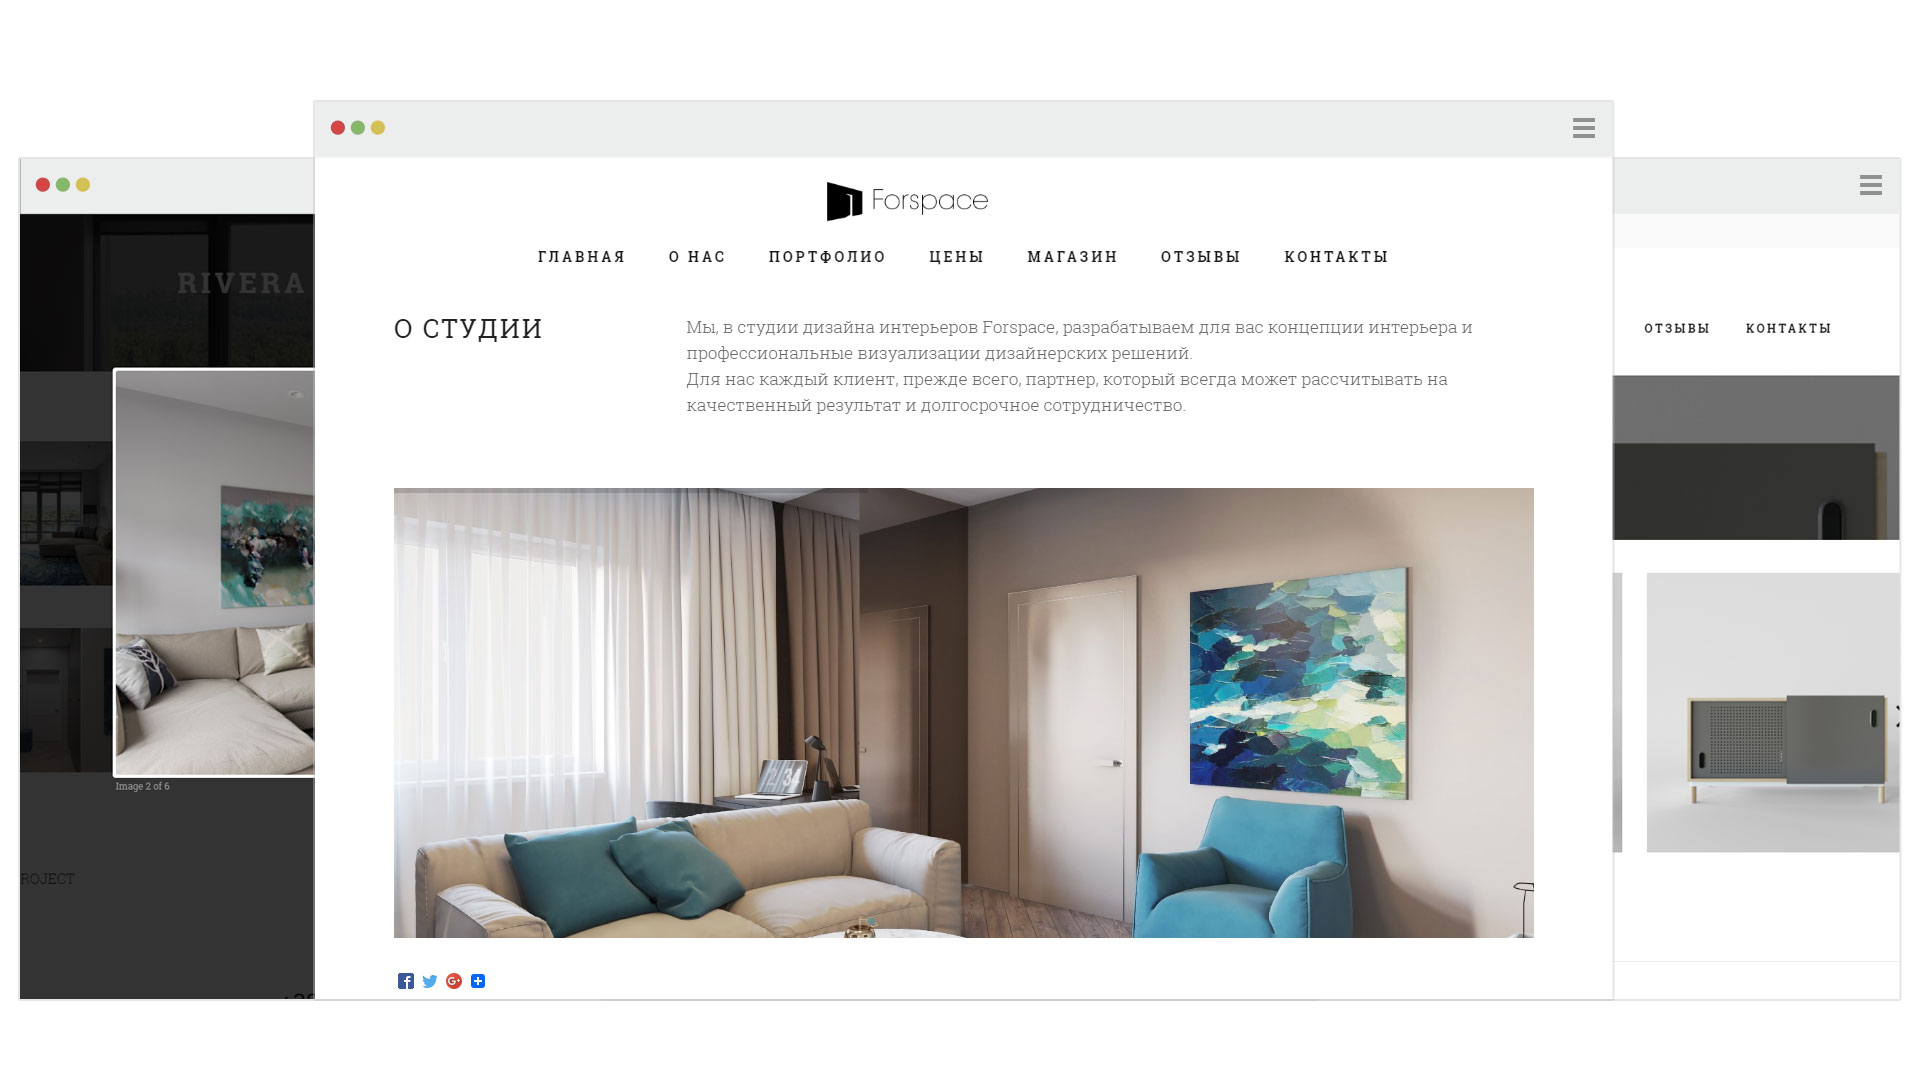 Forspace
ГЛАВНАЯ О НАС ПОРТФОЛИО ЦЕНЫ МАГАЗИН ОТЗЫВЫ КОНТАКТЫ
О СТУДИИ
Мы, в студии дизайна интерьеров Forspace, разрабатываем для вас концепции интерьера и
профессиональные визуализации дизайнерских решений.
Для нас каждый клиент, прежде всего, партнер, который всегда может рассчитывать на
качественный результат и долгосрочное сотрудничество.
RIVERA
Image 2 of 6
ROJECT
ОТЗЫВЫ КОНТАКТЫ